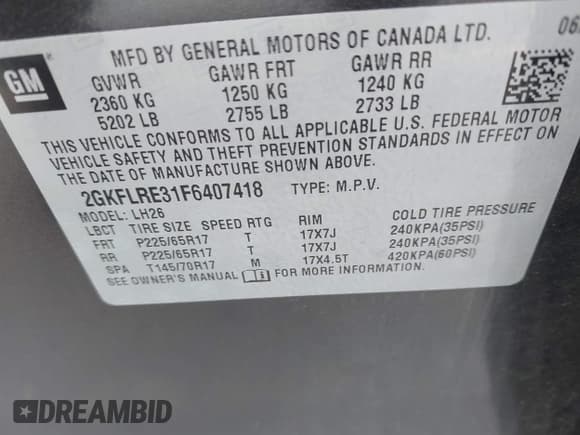 GM
MFD BY GENERAL MOTORS OF CANADA LTD.
GVWR GAWR FRT GAWR RR
2360 KG 1250 KG 1240 KG
5202 LB 2755 LB 2733 LB
THIS VEHICLE CONFORMS TO ALL APPLICABLE U.S. FEDERAL MOTOR
VEHICLE SAFETY AND THEFT PREVENTION STANDARDS IN EFFECT ON
THE DATE OF MANUFACTURE SHOWN ABOVE.
2GKFLRE31F6407418 TYPE: M.P.V.
MODEL: LH26
LBCT TIRE SIZE SPEED RTG RIM COLD TIRE PRESSURE
FRT P225/65R17 T 17X7J 240KPA(35PSI)
RR P225/65R17 T 17X7J 240KPA(35PSI)
SPA T145/70R17 M 17X4.5T 420KPA(60PSI)
SEE OWNER'S MANUAL FOR MORE INFORMATION.
DREAMBID